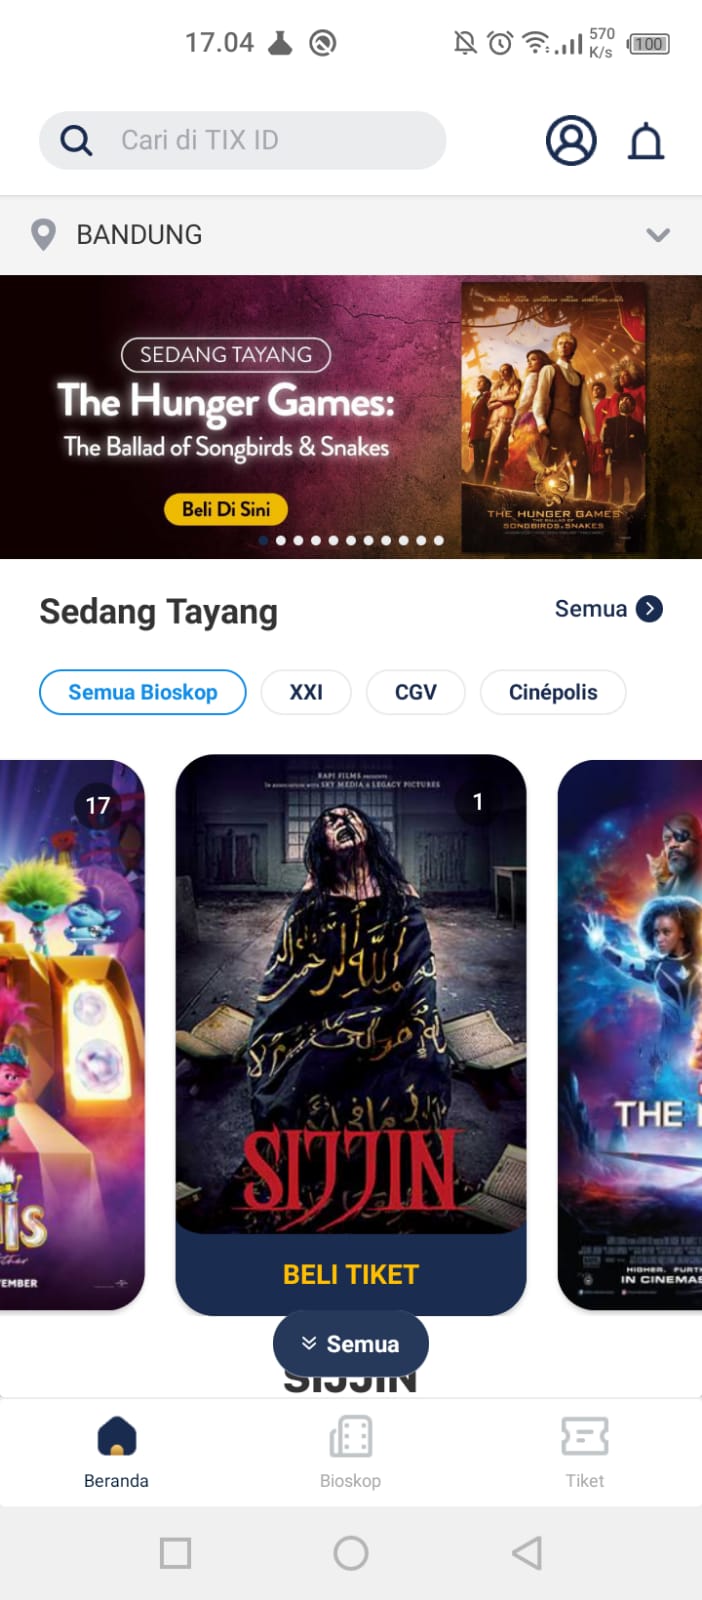 17.04
570
K/s
100
Cari di TIX ID
BANDUNG
SEDANG TAYANG
The Hunger Games:
The Ballad of Songbirds & Snakes
Beli Di Sini
THE HUNGER GAMES
THE BALLAD OF
SONGBIRDS & SNAKES
Sedang Tayang
Semua
Semua Bioskop
XXI
CGV
Cinépolis
17
1
RAPI FILMS PRESENTS
In association with SKY MEDIA & LEGACY PICTURES
SIJJIN
THE
HIGHER.
IN CINEMAS
BELI TIKET
Semua
SIJJIN
Beranda
Bioskop
Tiket